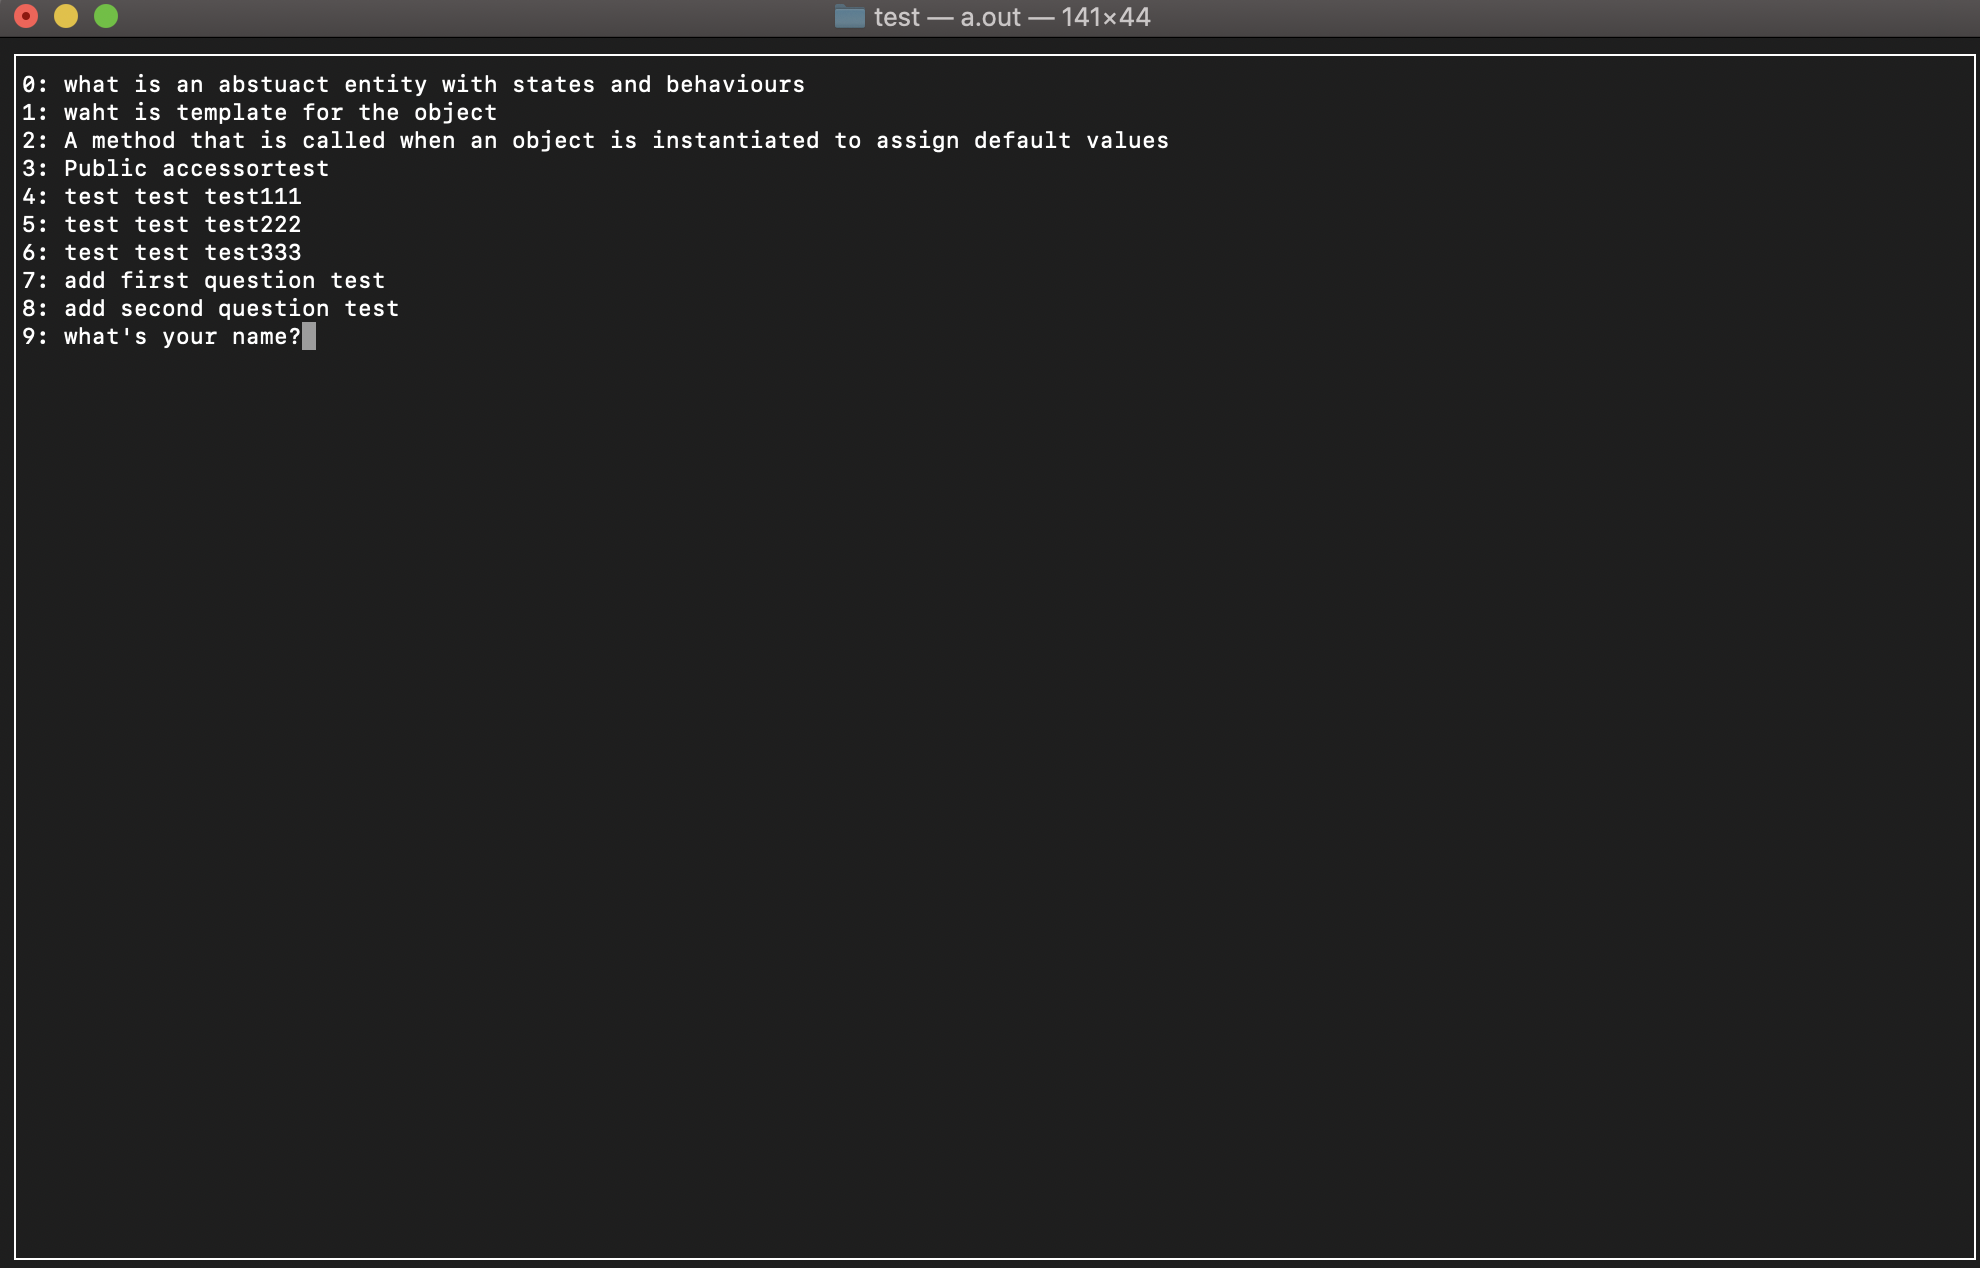 test — a.out — 141×44
0: what is an abstuact entity with states and behaviours
1: waht is template for the object
2: A method that is called when an object is instantiated to assign default values
3: Public accessortest
4: test test test111
5: test test test222
6: test test test333
7: add first question test
8: add second question test
9: what's your name?